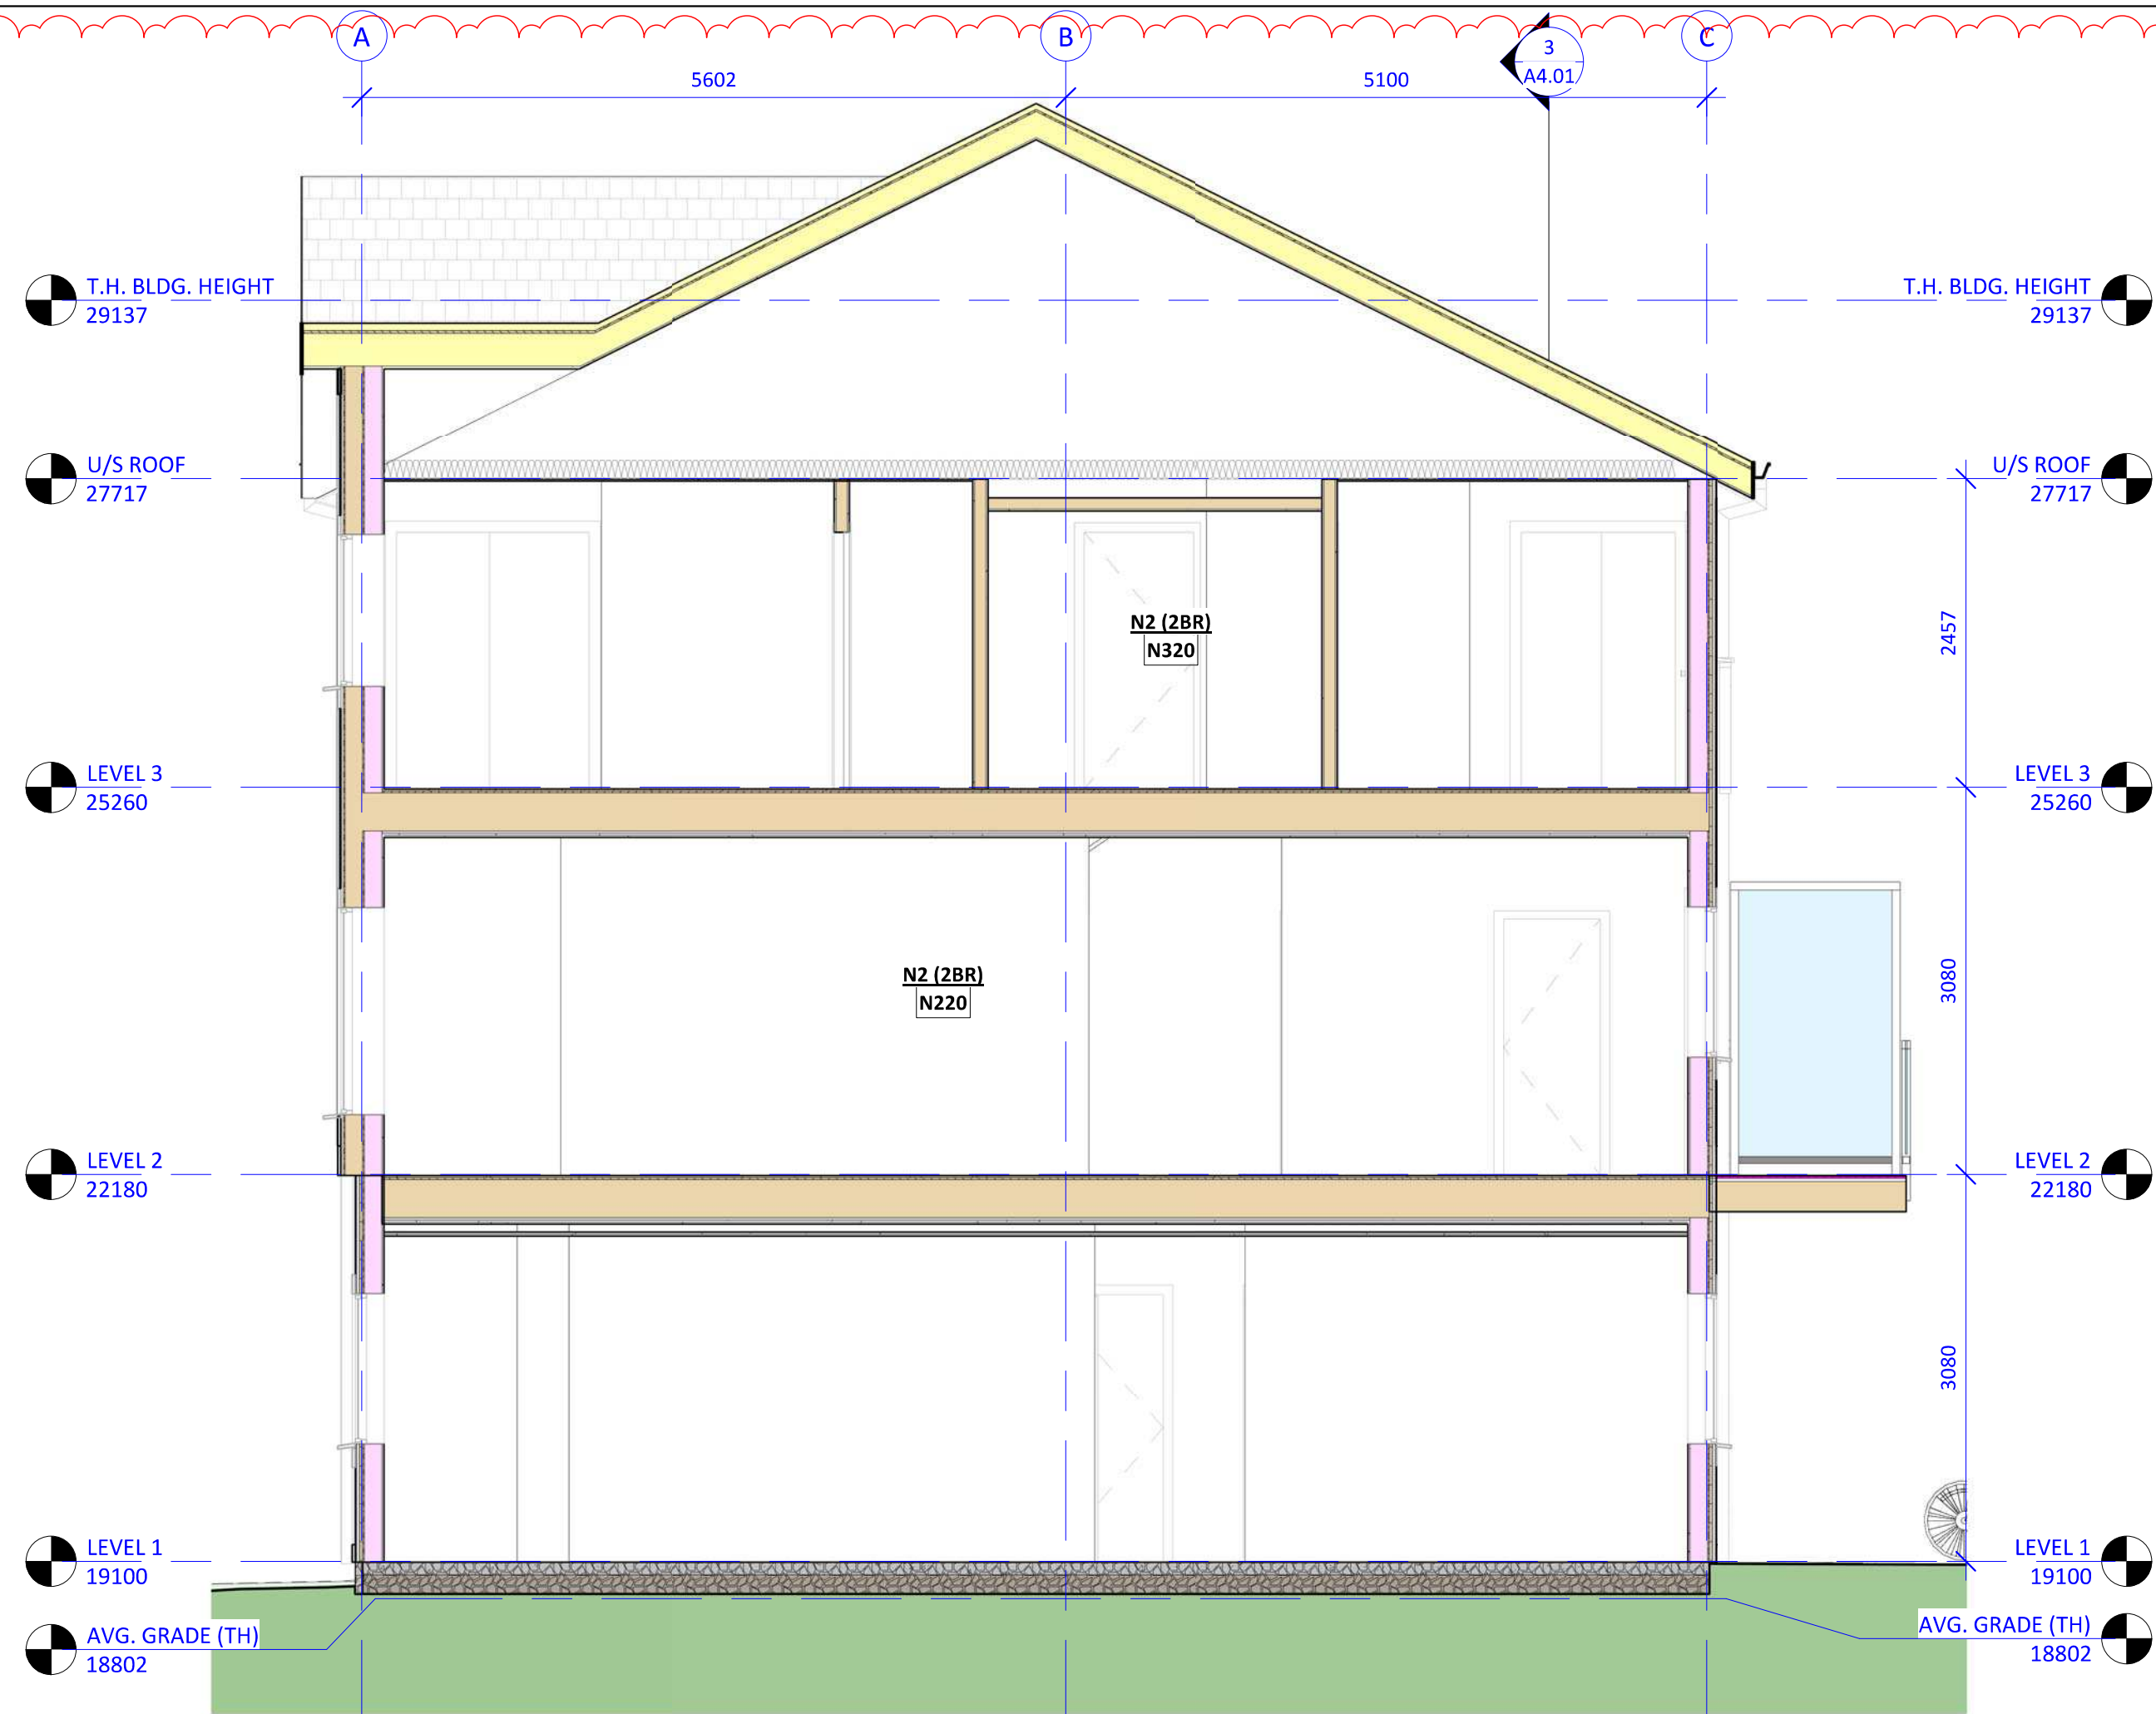 A
B
C
3
A4.01
5602
5100
T.H. BLDG. HEIGHT
29137
T.H. BLDG. HEIGHT
29137
U/S ROOF
27717
U/S ROOF
27717
N2 (2BR)
N320
2457
LEVEL 3
25260
LEVEL 3
25260
N2 (2BR)
N220
3080
LEVEL 2
22180
LEVEL 2
22180
3080
LEVEL 1
19100
LEVEL 1
19100
AVG. GRADE (TH)
18802
AVG. GRADE (TH)
18802